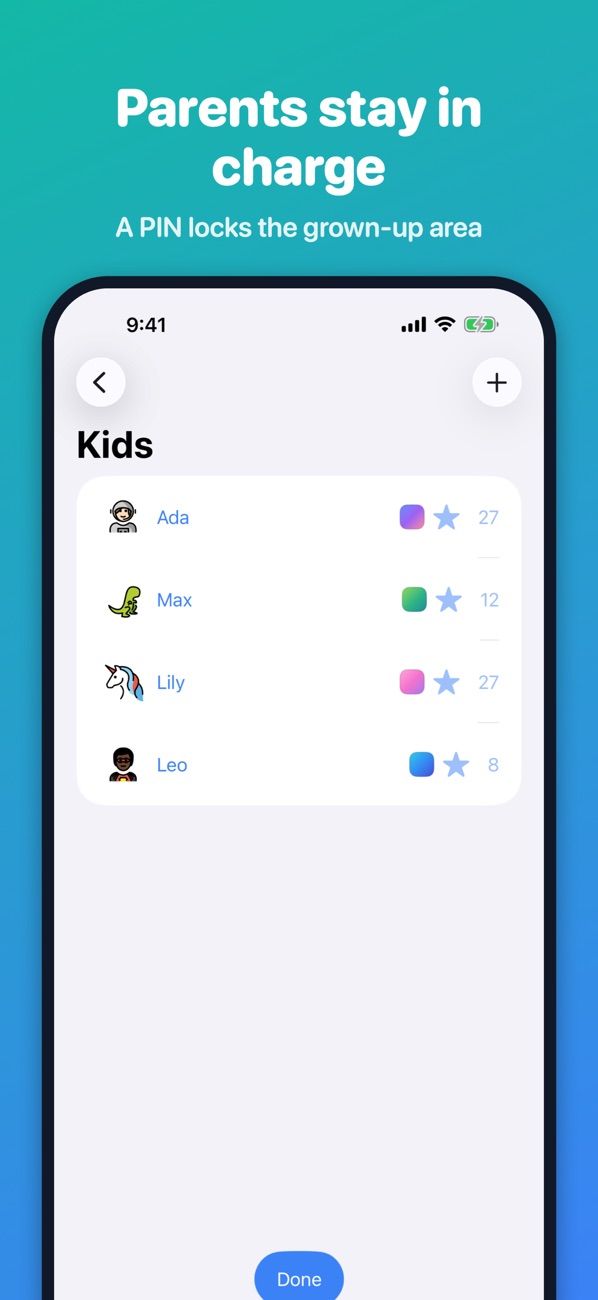 Parents stay in
charge
A PIN locks the grown-up area
9:41
Kids
Ada 27
Max 12
Lily 27
Leo 8
Done